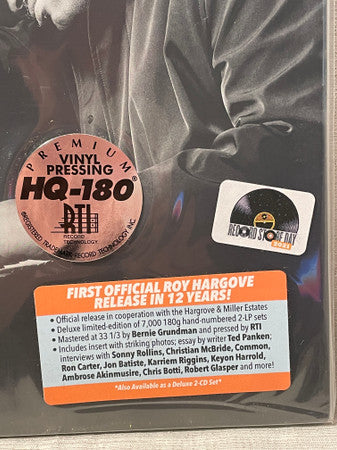 PREMIUM
VINYL
PRESSING
HQ-180®
RTI
RECORD
TECHNOLOGY
®REGISTERED TRADEMARK RECORD TECHNOLOGY INC.
RECORD STORE DAY
2021
FIRST OFFICIAL ROY HARGOVE
RELEASE IN 12 YEARS!
• Official release in cooperation with the Hargrove & Miller Estates
• Deluxe limited-edition of 7,000 180g hand-numbered 2-LP sets
• Mastered at 33 1/3 by Bernie Grundman and pressed by RTI
• Includes insert with striking photos; essay by writer Ted Panken;
interviews with Sonny Rollins, Christian McBride, Common,
Ron Carter, Jon Batiste, Karriem Riggins, Keyon Harrold,
Ambrose Akinmusire, Chris Botti, Robert Glasper and more!
*Also Available as a Deluxe 2-CD Set*